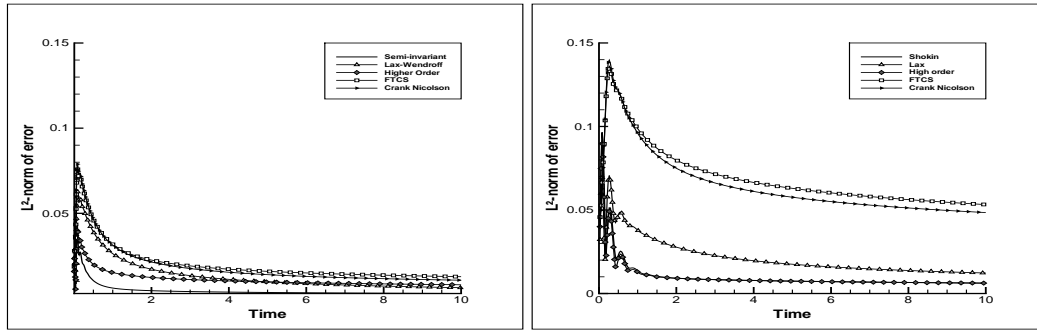 0.15
0.1
0.05
L²-norm of error
Semi-invariant
Lax-Wendroff
Higher Order
FTCS
Crank Nicolson
2
4
6
8
10
Time
0.15
0.1
0.05
0
L²-norm of error
Shokin
Lax
High order
FTCS
Crank Nicolson
0
2
4
6
8
10
Time